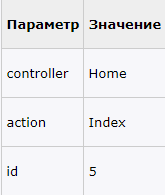 Параметр Значение
controller Home
action Index
id 5